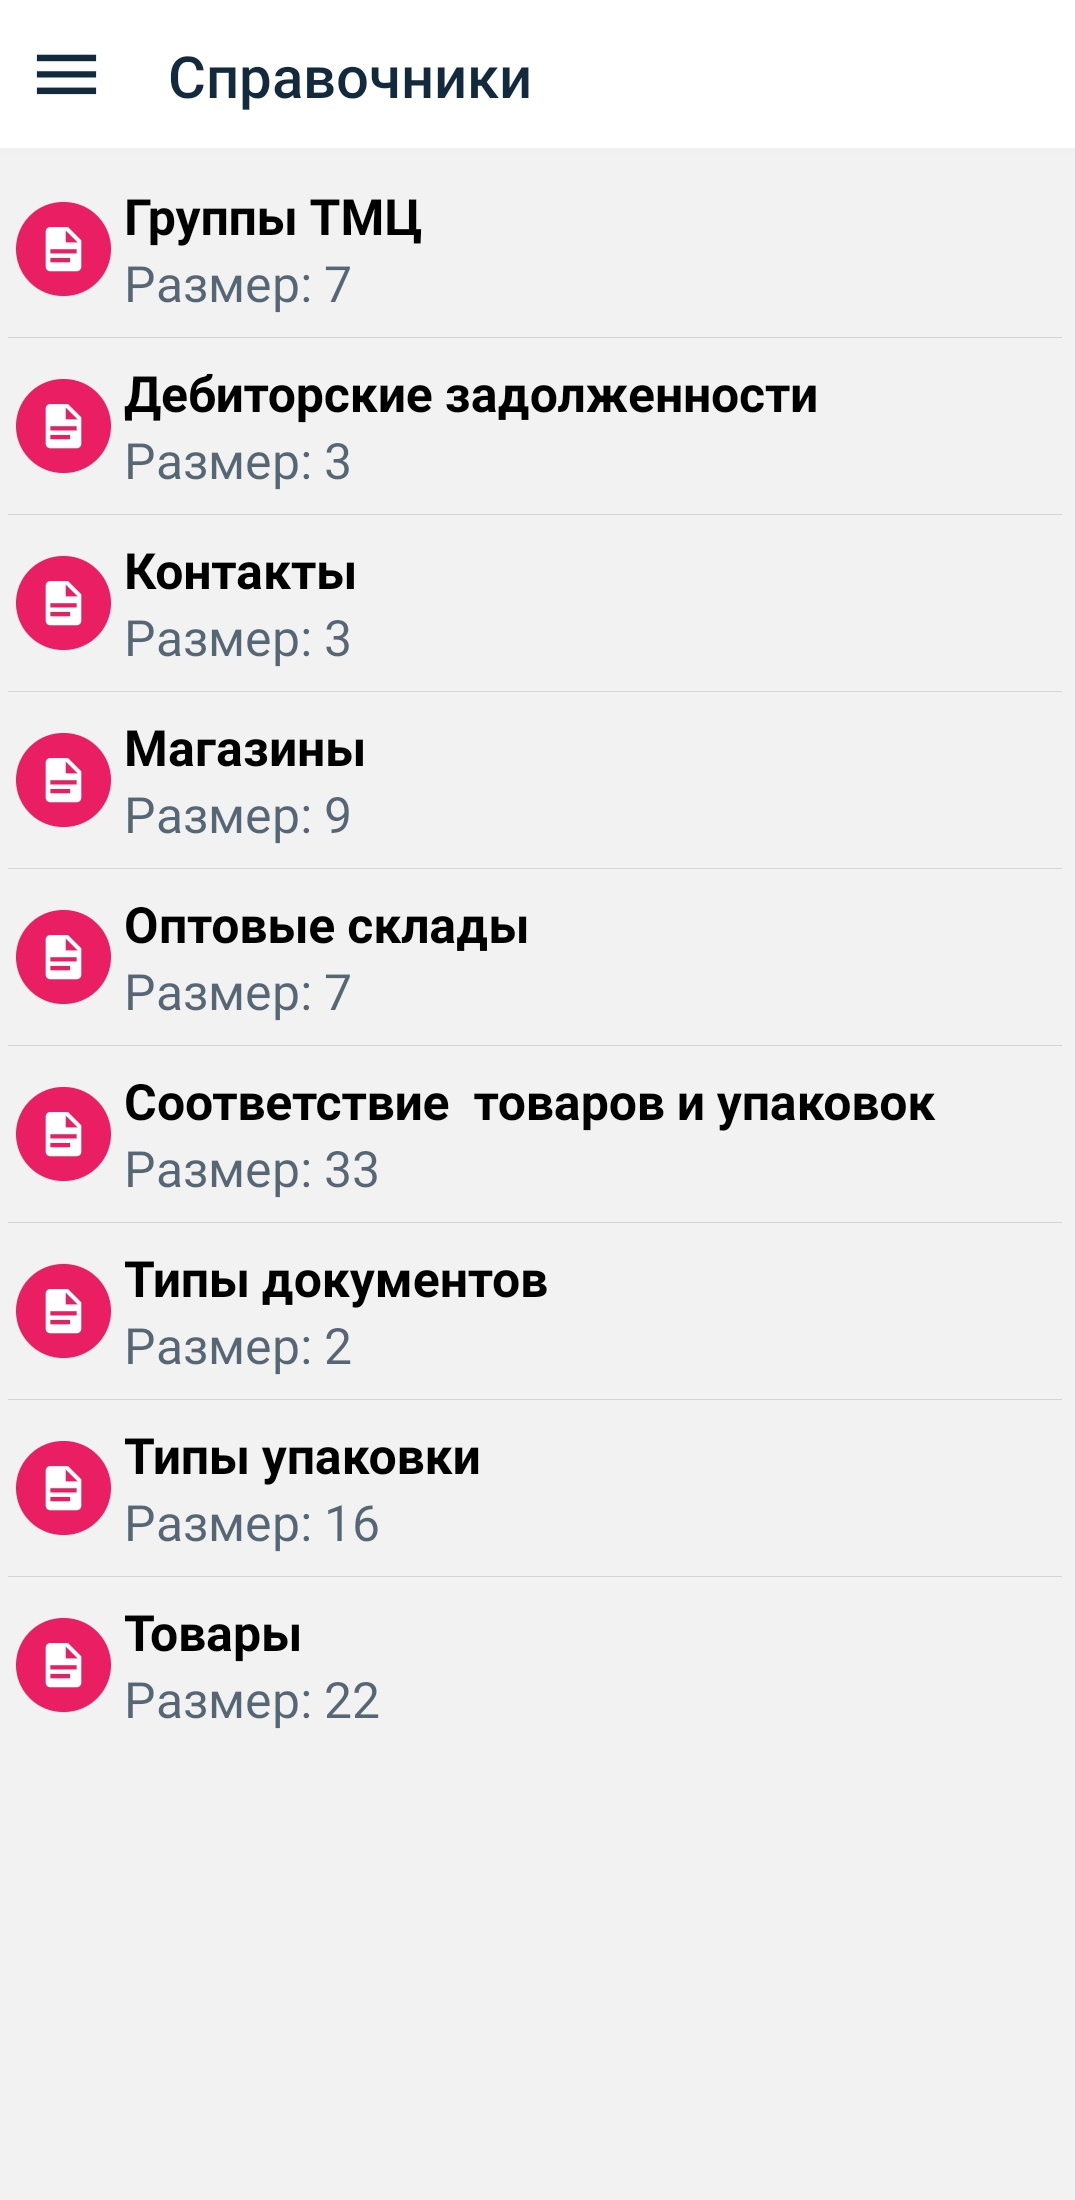 Справочники
Группы ТМЦ
Размер: 7
Дебиторские задолженности
Размер: 3
Контакты
Размер: 3
Магазины
Размер: 9
Оптовые склады
Размер: 7
Соответствие  товаров и упаковок
Размер: 33
Типы документов
Размер: 2
Типы упаковки
Размер: 16
Товары
Размер: 22